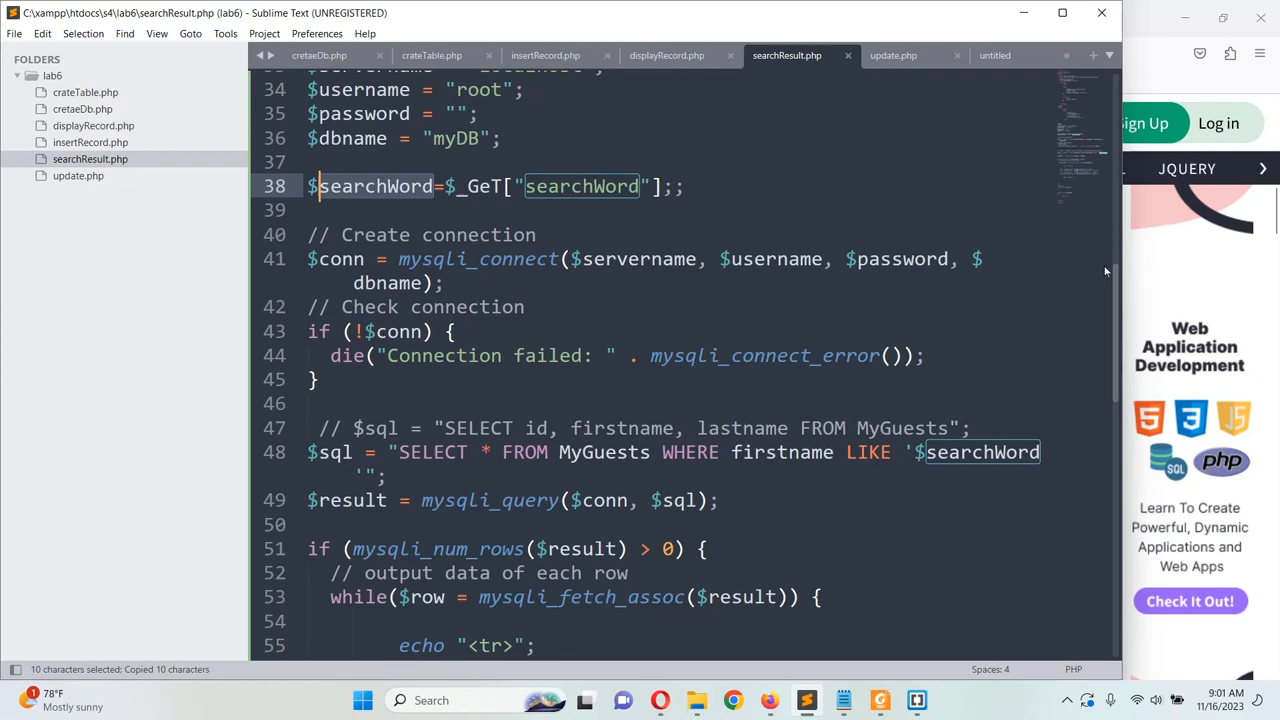 C:\xampp\htdocs\s4\lab6\searchResult.php (lab6) - Sublime Text (UNREGISTERED)
File Edit Selection Find View Goto Tools Project Preferences Help
FOLDERS
lab6
crateTable.php
cretaeDb.php
displayRecord.php
insertRecord.php
searchResult.php
update.php
cretaeDb.php crateTable.php insertRecord.php displayRecord.php searchResult.php update.php untitled
34 $username = "root";
35 $password = "";
36 $dbname = "myDB";
37
38 $searchWord=$_GeT["searchWord"];;
39
40 // Create connection
41 $conn = mysqli_connect($servername, $username, $password, $
dbname);
42 // Check connection
43 if (!$conn) {
44 die("Connection failed: " . mysqli_connect_error());
45 }
46
47 // $sql = "SELECT id, firstname, lastname FROM MyGuests";
48 $sql = "SELECT * FROM MyGuests WHERE firstname LIKE '$searchWord
'";
49 $result = mysqli_query($conn, $sql);
50
51 if (mysqli_num_rows($result) > 0) {
52 // output data of each row
53 while($row = mysqli_fetch_assoc($result)) {
54
55 echo "<tr>";
10 characters selected; Copied 10 characters
Spaces: 4 PHP
Sign Up Log in
JQUERY
Web
Application
Development
SQL php
Learn To Create
Powerful, Dynamic
Applications and
Web Apps
Check It Out!
1
78°F
Mostly sunny
Search
9:01 AM
11/16/2023